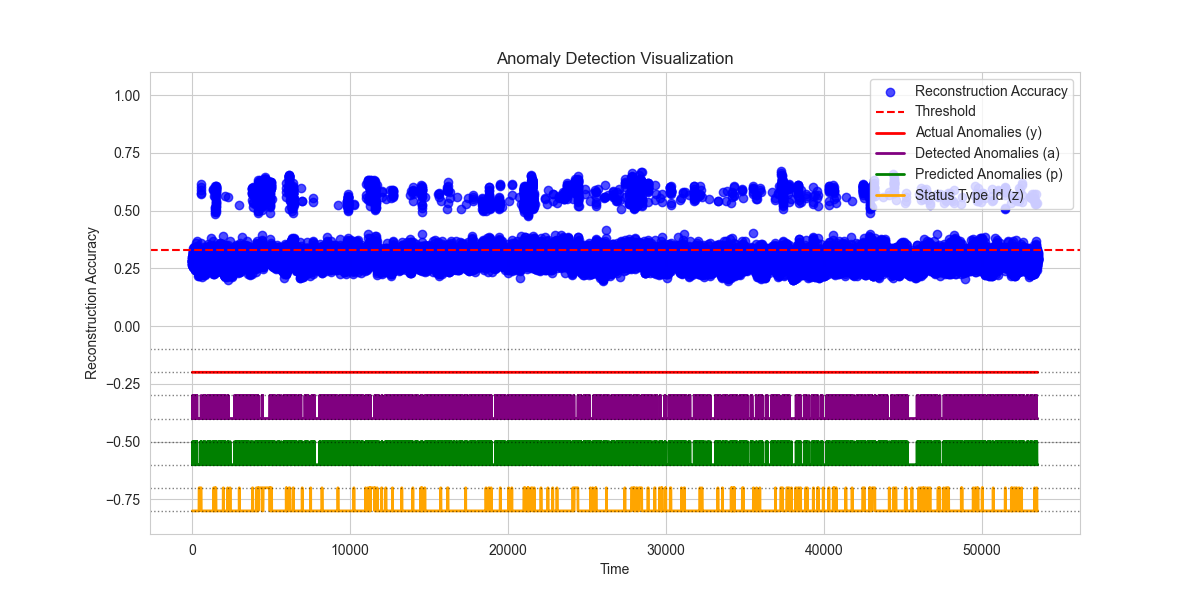 Anomaly Detection Visualization
Reconstruction Accuracy
1.00
0.75
0.50
0.25
0.00
−0.25
−0.50
−0.75
Reconstruction Accuracy
Threshold
Actual Anomalies (y)
Detected Anomalies (a)
Predicted Anomalies (p)
Status Type Id (z)
0
10000
20000
30000
40000
50000
Time